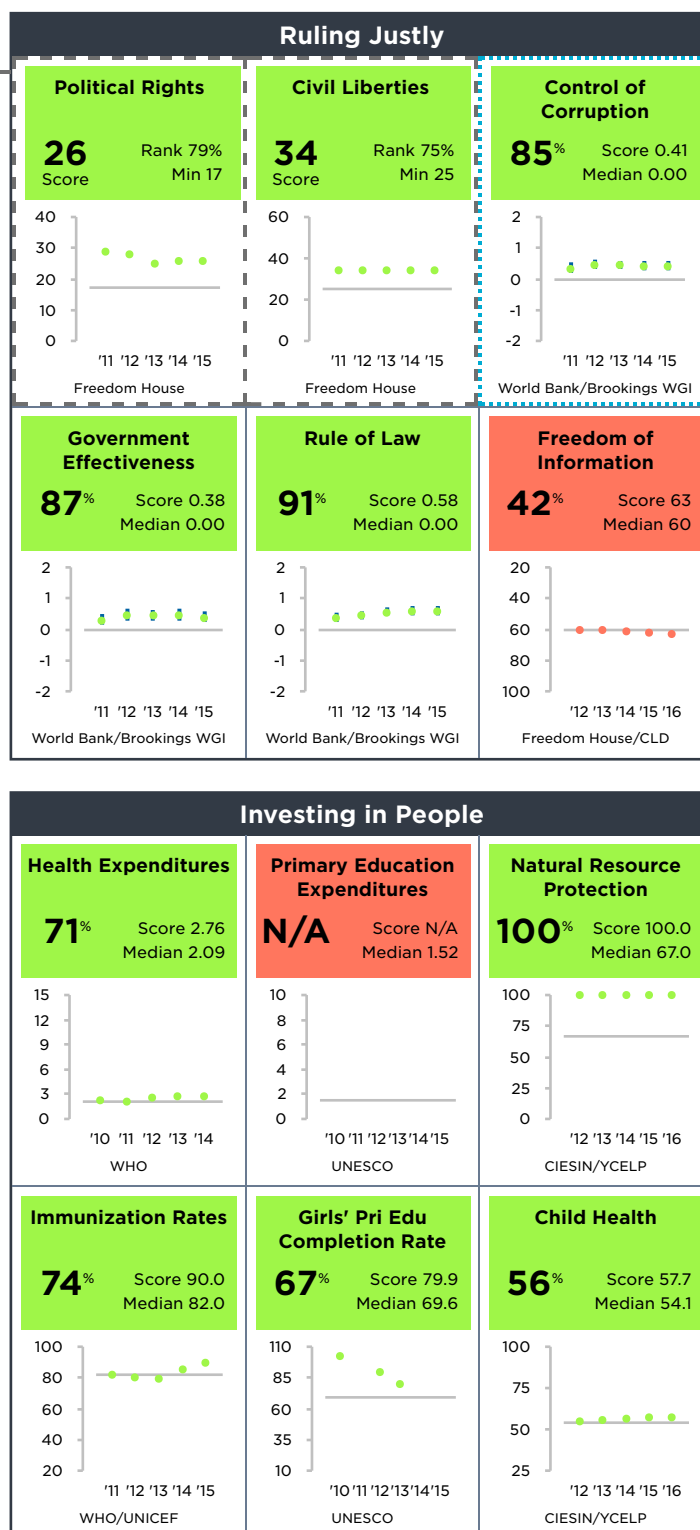 Ruling Justly
Political Rights
26
Score
Rank 79%
Min 17
40
30
20
10
0
'11 '12 '13 '14 '15
Freedom House
Civil Liberties
34
Score
Rank 75%
Min 25
60
40
20
0
'11 '12 '13 '14 '15
Freedom House
Control of
Corruption
85%
Score 0.41
Median 0.00
2
1
0
-1
-2
'11 '12 '13 '14 '15
World Bank/Brookings WGI
Government
Effectiveness
87%
Score 0.38
Median 0.00
2
1
0
-1
-2
'11 '12 '13 '14 '15
World Bank/Brookings WGI
Rule of Law
91%
Score 0.58
Median 0.00
2
1
0
-1
-2
'11 '12 '13 '14 '15
World Bank/Brookings WGI
Freedom of
Information
42%
Score 63
Median 60
20
40
60
80
100
'12 '13 '14 '15 '16
Freedom House/CLD
Investing in People
Health Expenditures
71%
Score 2.76
Median 2.09
15
12
9
6
3
0
'10 '11 '12 '13 '14
WHO
Primary Education
Expenditures
N/A
Score N/A
Median 1.52
10
8
6
4
2
0
'10 '11 '12 '13 '14 '15
UNESCO
Natural Resource
Protection
100%
Score 100.0
Median 67.0
100
75
50
25
0
'12 '13 '14 '15 '16
CIESIN/YCELP
Immunization Rates
74%
Score 90.0
Median 82.0
100
80
60
40
20
'11 '12 '13 '14 '15
WHO/UNICEF
Girls' Pri Edu
Completion Rate
67%
Score 79.9
Median 69.6
110
85
60
35
10
'10 '11 '12 '13 '14 '15
UNESCO
Child Health
56%
Score 57.7
Median 54.1
100
75
50
25
'12 '13 '14 '15 '16
CIESIN/YCELP